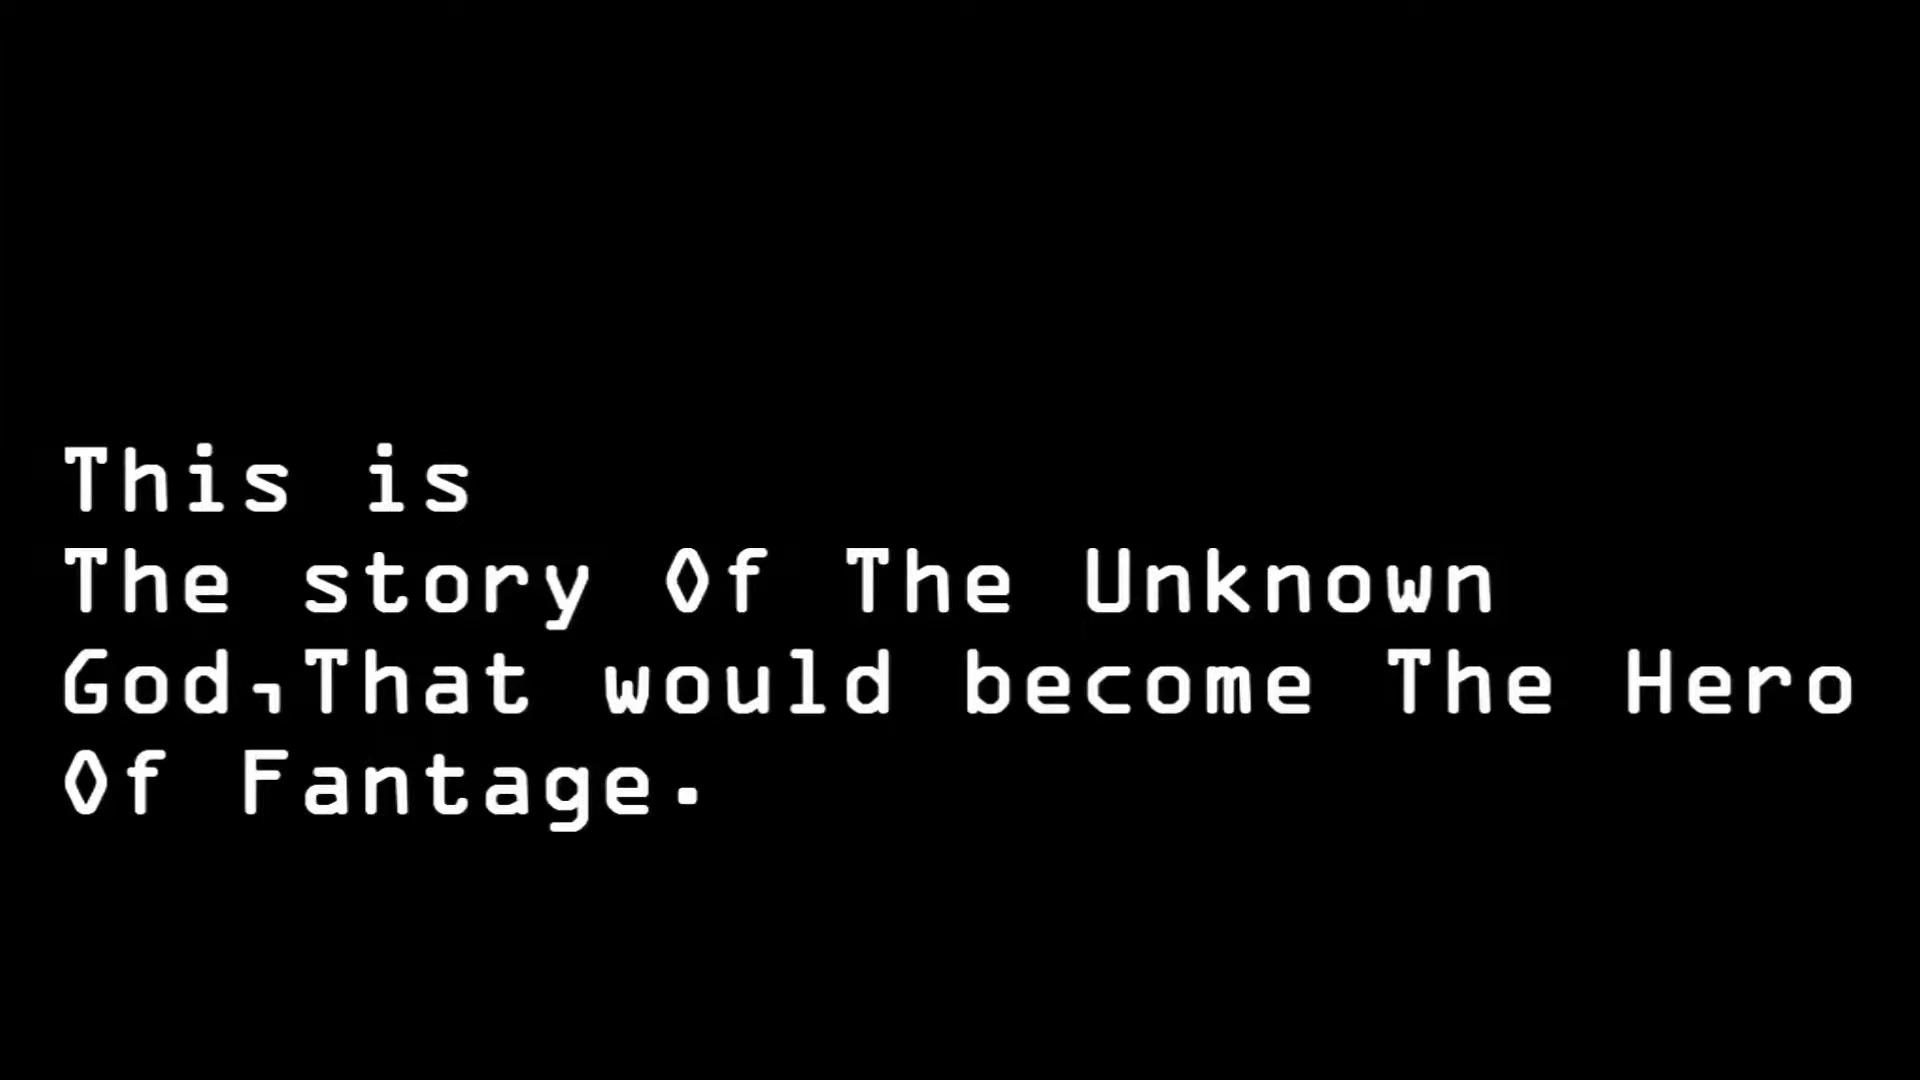 This is
The story Of The Unknown
God,That would become The Hero
Of Fantage.